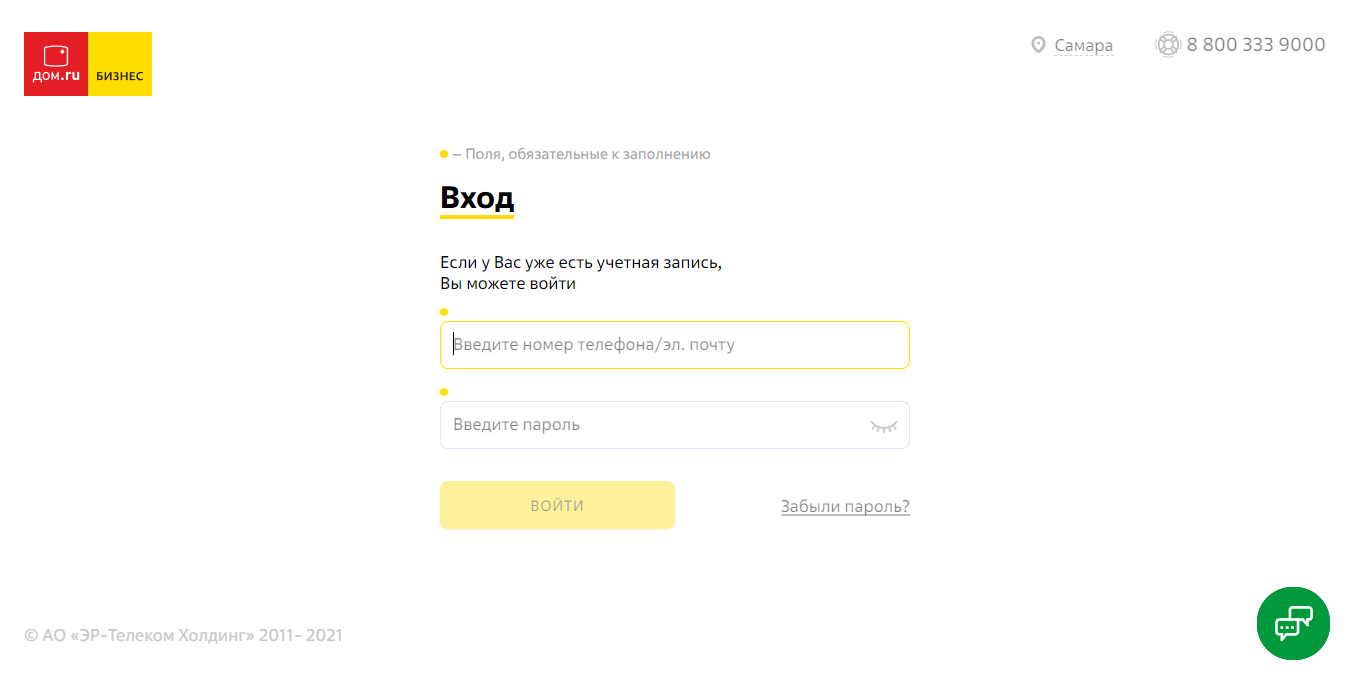 дом.ru
БИЗНЕС
Самара
8 800 333 9000
– Поля, обязательные к заполнению
Вход
Если у Вас уже есть учетная запись,
Вы можете войти
Введите номер телефона/эл. почту
Введите пароль
ВОЙТИ
Забыли пароль?
© АО «ЭР-Телеком Холдинг» 2011- 2021